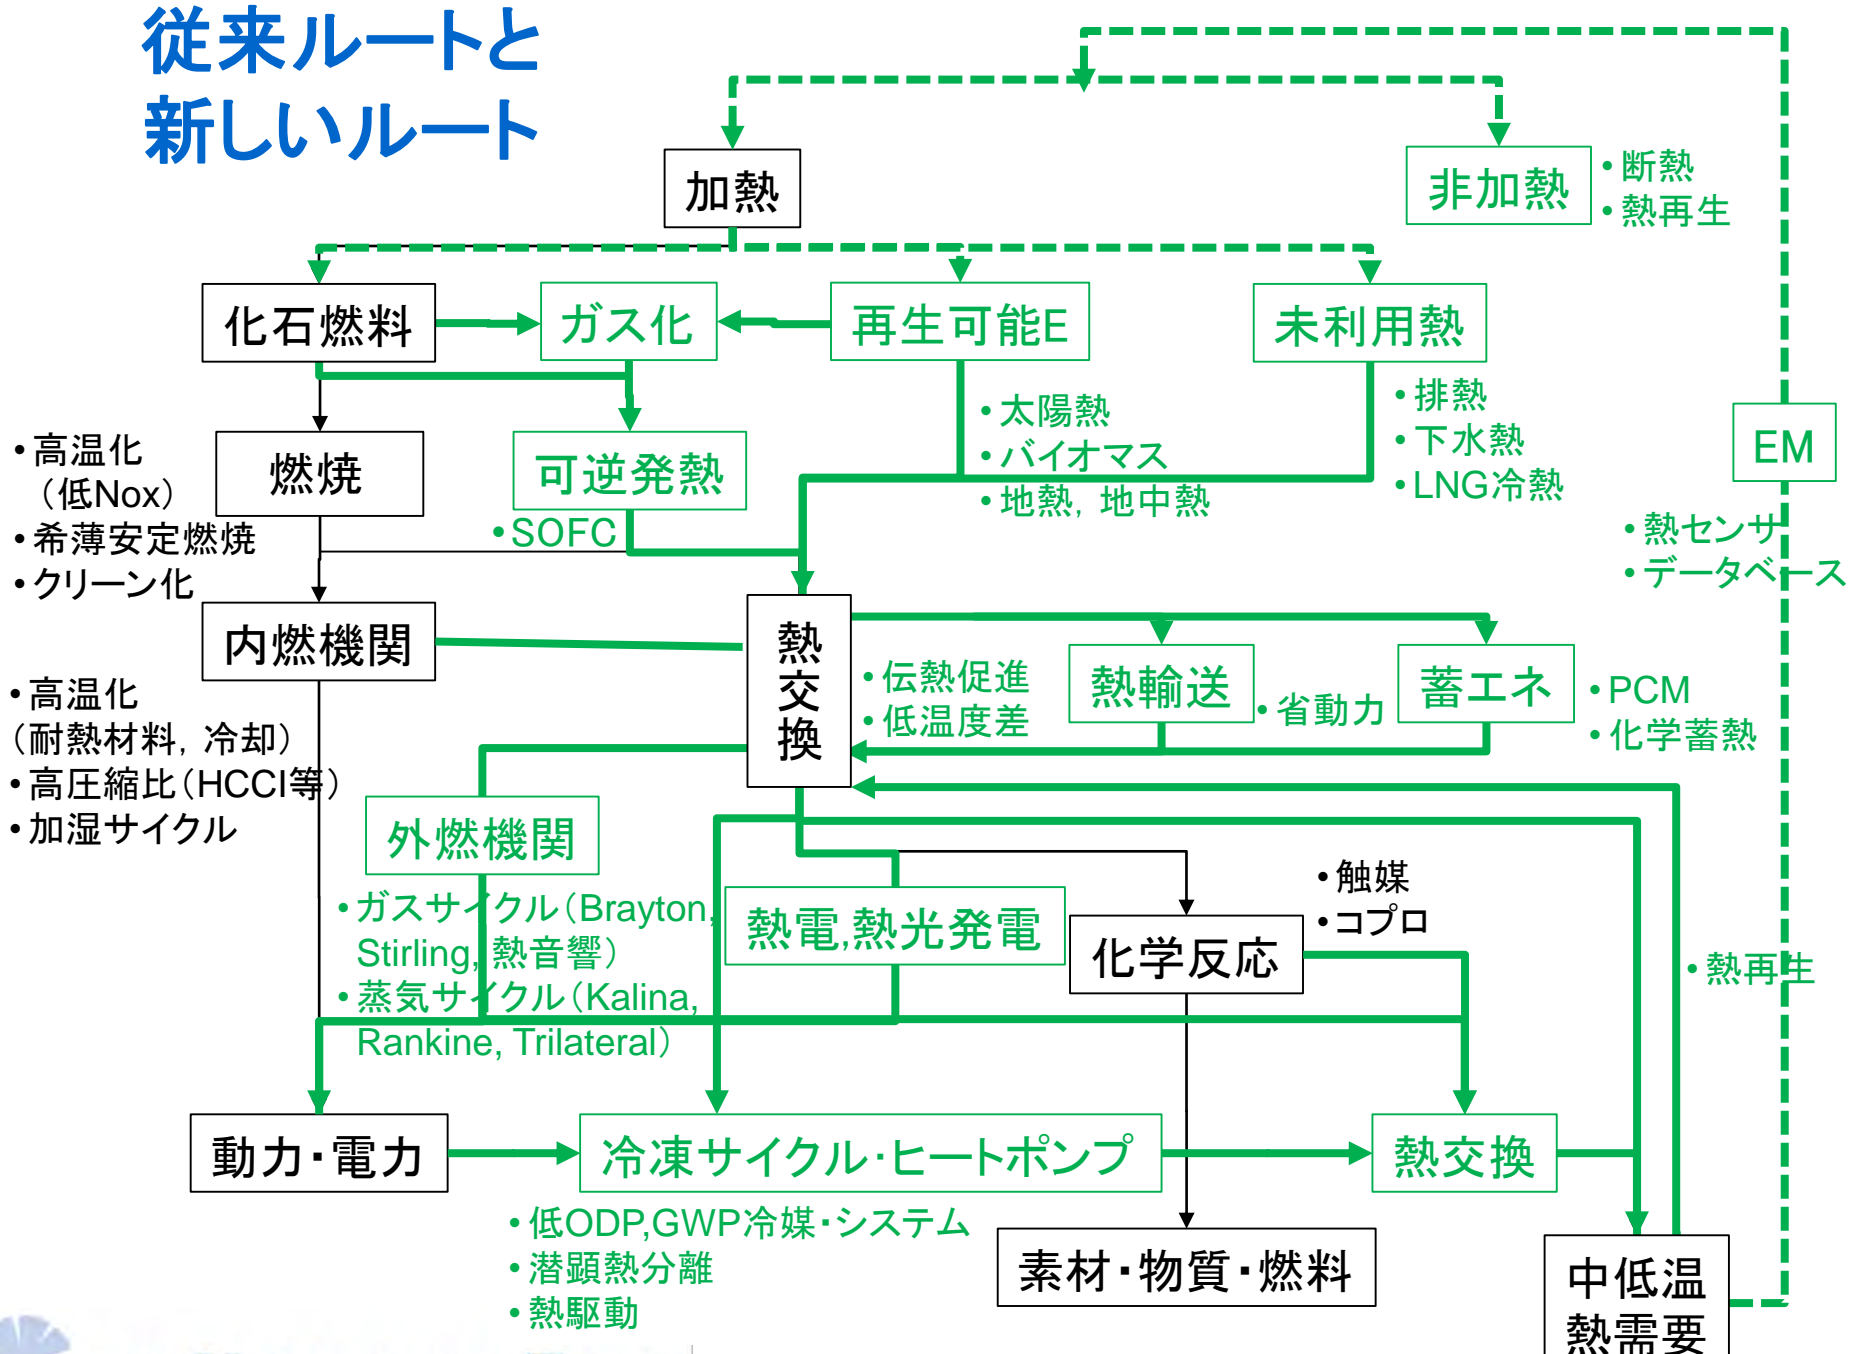 従来ルートと
新しいルート
加熱
非加熱
•断熱
•熱再生
化石燃料
ガス化
再生可能E
未利用熱
•太陽熱
•バイオマス
•地熱，地中熱
•排熱
•下水熱
•LNG冷熱
EM
•熱センサ
•データベース
•高温化
（低Nox）
•希薄安定燃焼
•クリーン化
燃焼
可逆発熱
•SOFC
内燃機関
熱交換
•伝熱促進
•低温度差
熱輸送
•省動力
蓄エネ
•PCM
•化学蓄熱
•高温化
（耐熱材料，冷却）
•高圧縮比（HCCI等）
•加湿サイクル
外燃機関
•ガスサイクル（Brayton,
Stirling, 熱音響）
•蒸気サイクル（Kalina,
Rankine, Trilateral）
熱電,熱光発電
化学反応
•触媒
•コプロ
•熱再生
動力・電力
冷凍サイクル・ヒートポンプ
熱交換
•低ODP,GWP冷媒・システム
•潜顕熱分離
•熱駆動
素材・物質・燃料
中低温
熱需要